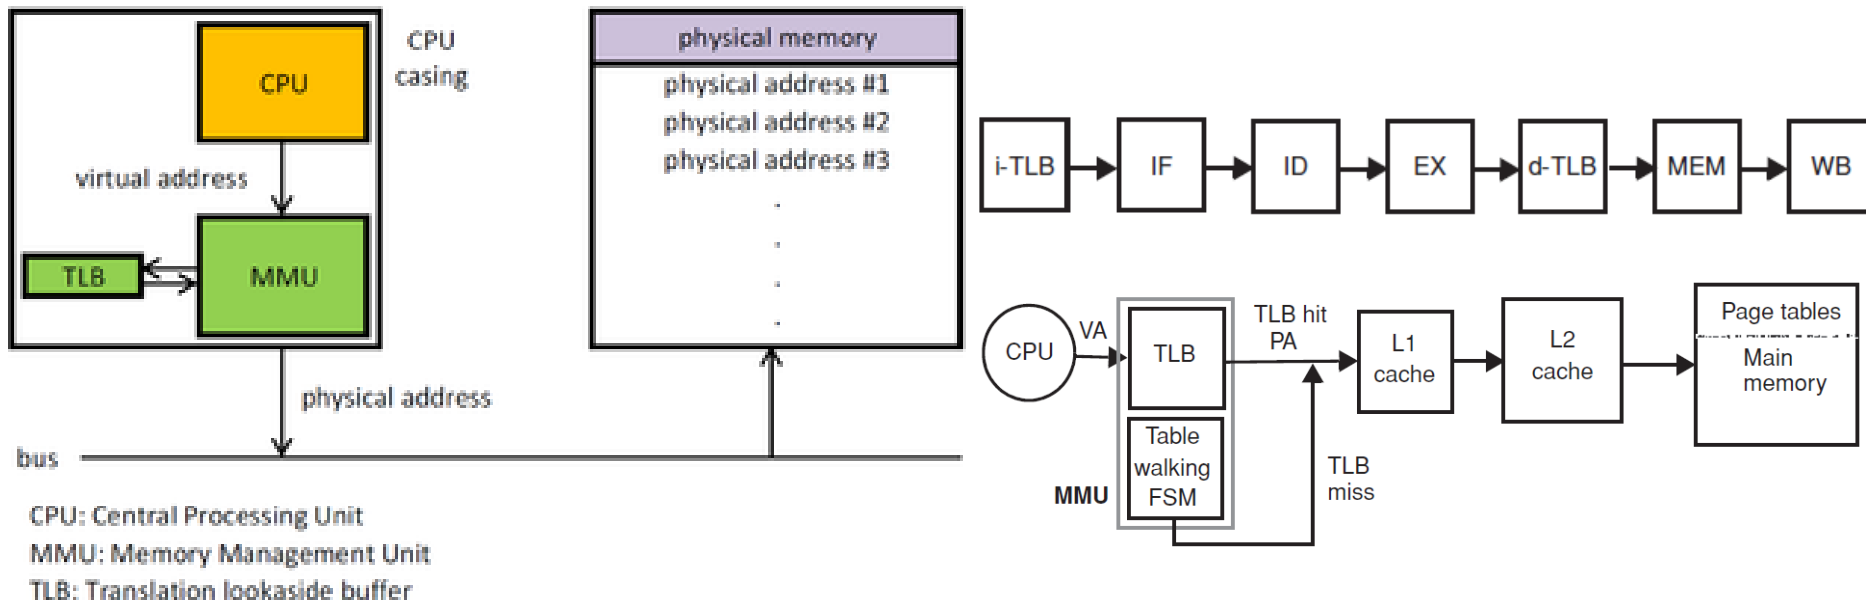 CPU
CPU
casing
virtual address
TLB
MMU
physical address
bus
CPU: Central Processing Unit
MMU: Memory Management Unit
TLB: Translation lookaside buffer
physical memory
physical address #1
physical address #2
physical address #3
.
.
.
.
i-TLB
IF
ID
EX
d-TLB
MEM
WB
CPU
VA
TLB
TLB hit
PA
L1
cache
L2
cache
Page tables
Main
memory
Table
walking
FSM
MMU
TLB
miss